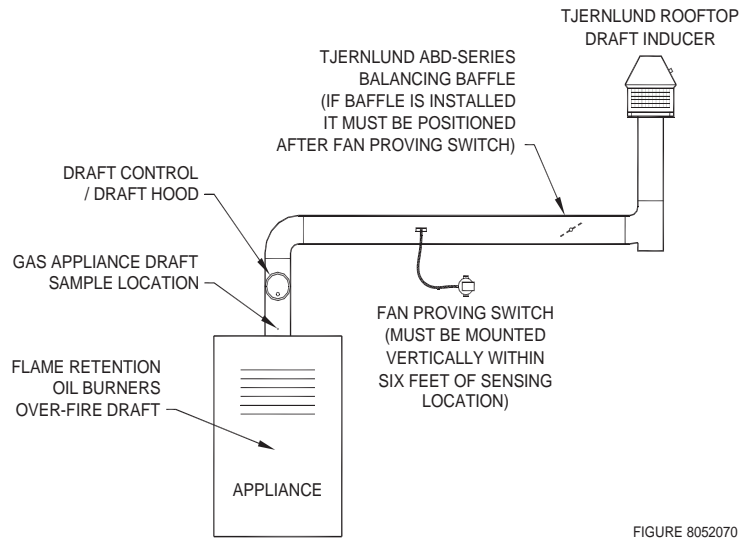 TJERNLUND ROOFTOP
DRAFT INDUCER
TJERNLUND ABD-SERIES
BALANCING BAFFLE
(IF BAFFLE IS INSTALLED
IT MUST BE POSITIONED
AFTER FAN PROVING SWITCH)
DRAFT CONTROL
/ DRAFT HOOD
GAS APPLIANCE DRAFT
SAMPLE LOCATION
FAN PROVING SWITCH
(MUST BE MOUNTED
VERTICALLY WITHIN
SIX FEET OF SENSING
LOCATION)
FLAME RETENTION
OIL BURNERS
OVER-FIRE DRAFT
APPLIANCE
FIGURE 8052070